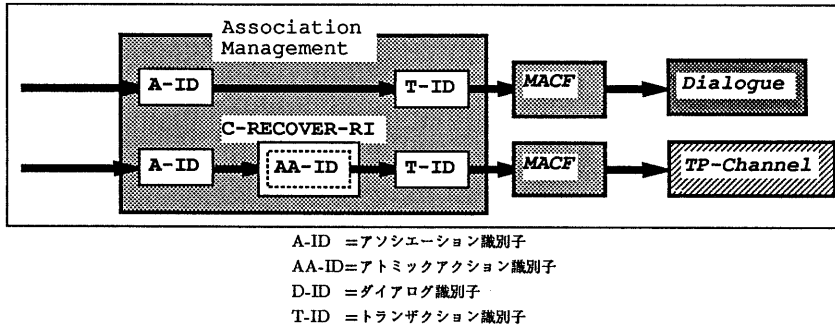 Association
Management
A-ID
T-ID
MACF
Dialogue
C-RECOVER-RI
A-ID
AA-ID
T-ID
MACF
TP-Channel
A-ID =アソシエーション識別子
AA-ID=アトミックアクション識別子
D-ID =ダイアログ識別子
T-ID =トランザクション識別子